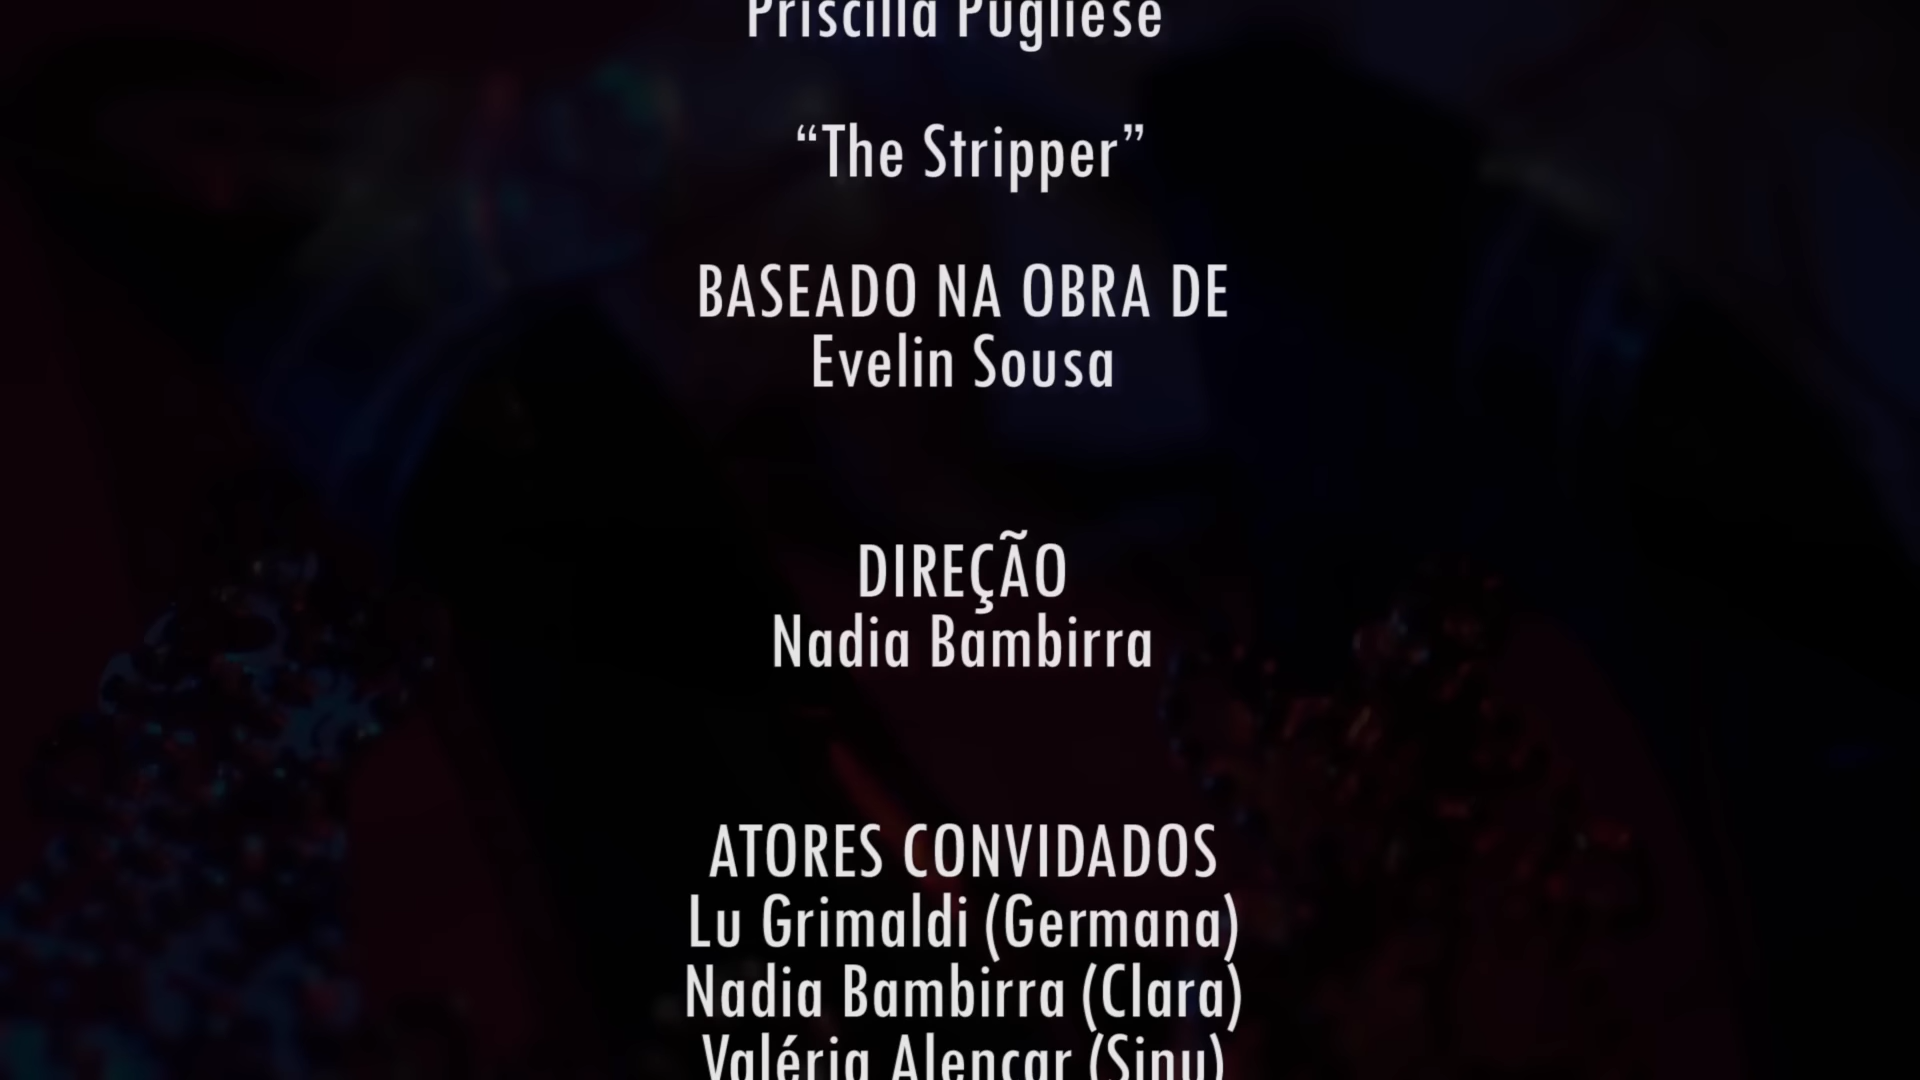 Priscilla Pugliese
“The Stripper”
BASEADO NA OBRA DE
Evelin Sousa
DIREÇÃO
Nadia Bambirra
ATORES CONVIDADOS
Lu Grimaldi (Germana)
Nadia Bambirra (Clara)
Valéria Alencar (Sinu)